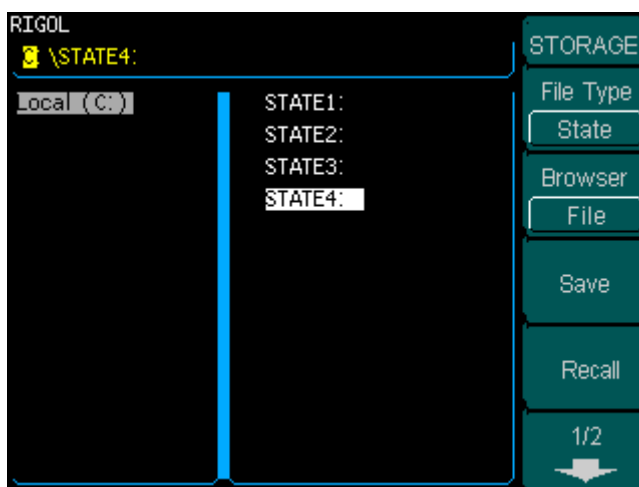 RIGOL
C \STATE4:
Local (C:)
STATE1:
STATE2:
STATE3:
STATE4:
STORAGE
File Type
State
Browser
File
Save
Recall
1/2